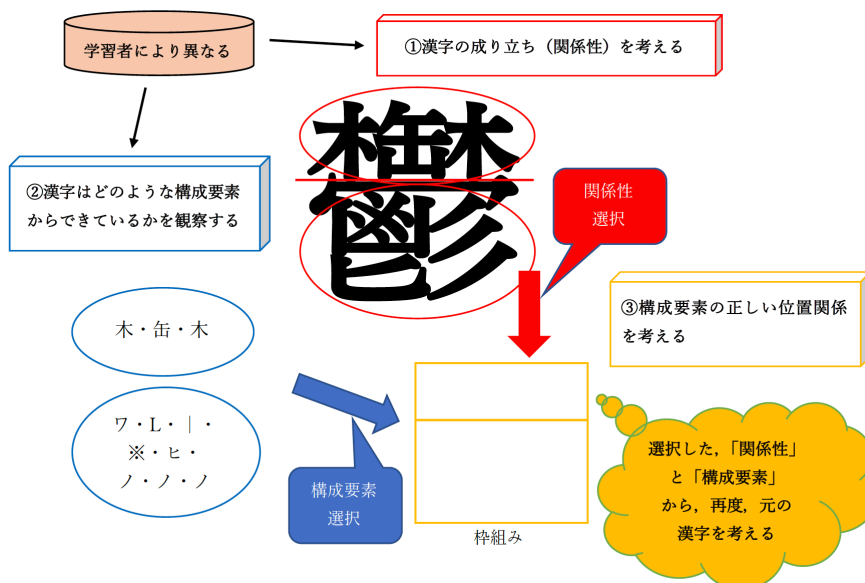 学習者により異なる
①漢字の成り立ち（関係性）を考える
鬱
②漢字はどのような構成要素
からできているかを観察する
関係性
選択
③構成要素の正しい位置関係
を考える
木・缶・木
ワ・L・｜・
※・ヒ・
ノ・ノ・ノ
構成要素
選択
枠組み
選択した，「関係性」
と「構成要素」
から，再度，元の
漢字を考える